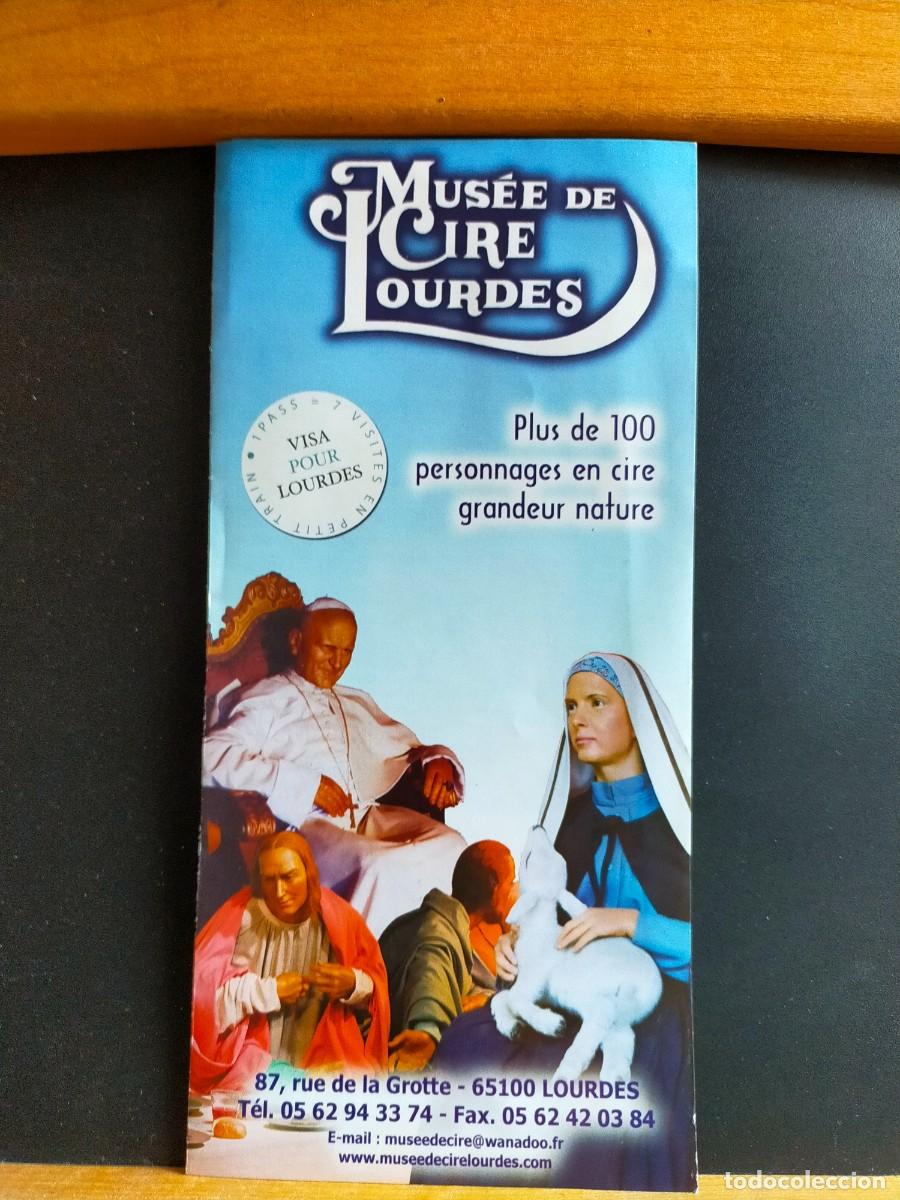 MUSÉE DE
CIRE
LOURDES
1 PASS = 7 VISITES EN PETIT TRAIN
VISA
POUR
LOURDES
Plus de 100
personnages en cire
grandeur nature
87, rue de la Grotte - 65100 LOURDES
Tél. 05 62 94 33 74 - Fax. 05 62 42 03 84
E-mail : museedecire@wanadoo.fr
www.museedecirelourdes.com
todocoleccion